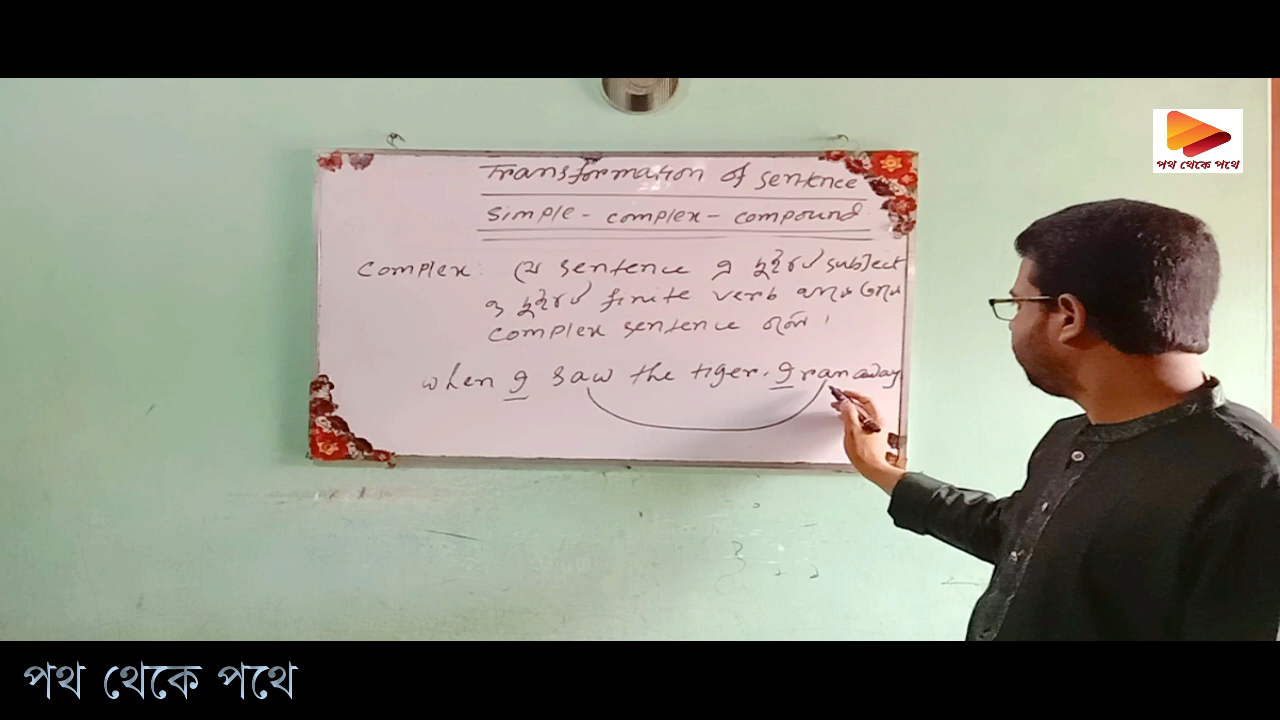 পথ থেকে পথে
Transformation of sentence
simple - complex - compound
complex: যে sentence এ দুইটি subject
ও দুইটি finite verb থাকে তাকে
complex sentence বলে।
when I saw the tiger, I ran away
পথ থেকে পথে